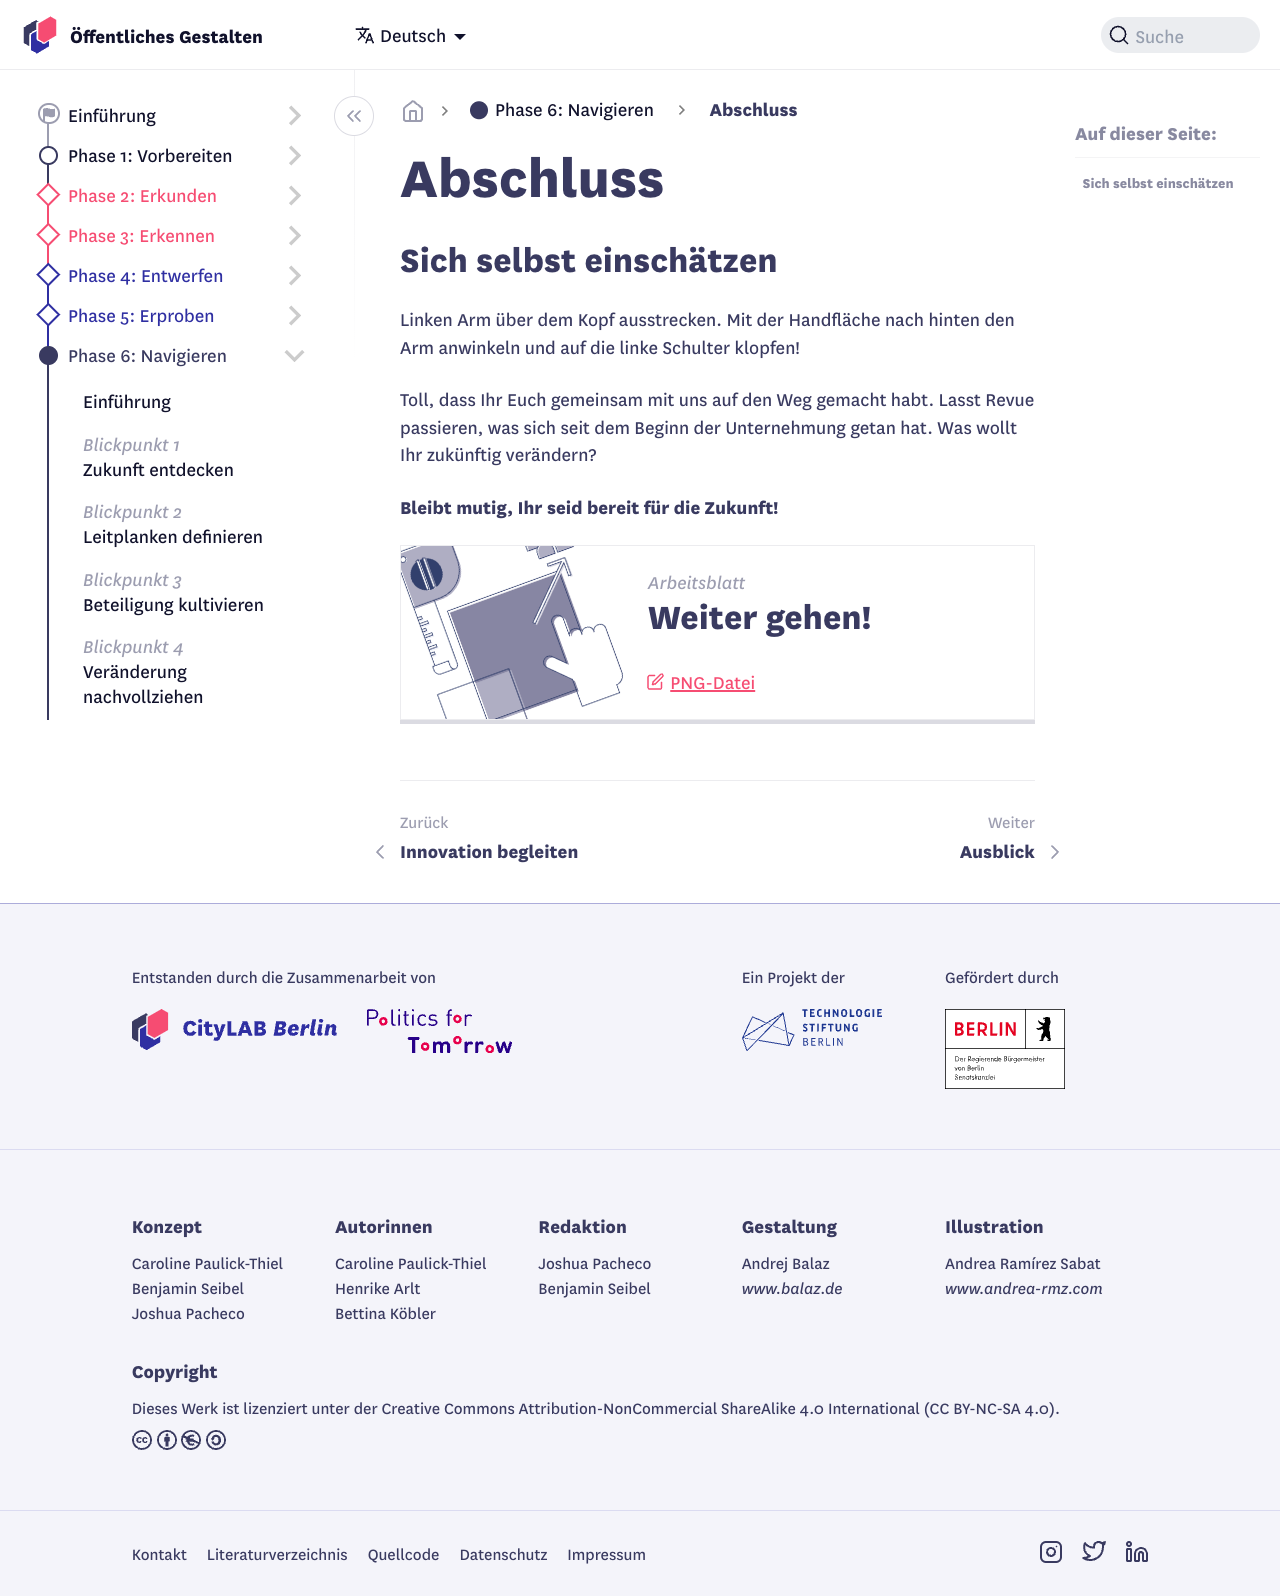 Öffentliches Gestalten
Deutsch
Suche
Einführung
Phase 1: Vorbereiten
Phase 2: Erkunden
Phase 3: Erkennen
Phase 4: Entwerfen
Phase 5: Erproben
Phase 6: Navigieren
Einführung
Blickpunkt 1
Zukunft entdecken
Blickpunkt 2
Leitplanken definieren
Blickpunkt 3
Beteiligung kultivieren
Blickpunkt 4
Veränderung
nachvollziehen
Phase 6: Navigieren
Abschluss
Abschluss
Sich selbst einschätzen
Linken Arm über dem Kopf ausstrecken. Mit der Handfläche nach hinten den
Arm anwinkeln und auf die linke Schulter klopfen!
Toll, dass Ihr Euch gemeinsam mit uns auf den Weg gemacht habt. Lasst Revue
passieren, was sich seit dem Beginn der Unternehmung getan hat. Was wollt
Ihr zukünftig verändern?
Bleibt mutig, Ihr seid bereit für die Zukunft!
Arbeitsblatt
Weiter gehen!
PNG-Datei
Zurück
Innovation begleiten
Weiter
Ausblick
Auf dieser Seite:
Sich selbst einschätzen
Entstanden durch die Zusammenarbeit von
CityLAB Berlin
Politics for
Tomorrow
Ein Projekt der
TECHNOLOGIE
STIFTUNG
BERLIN
Gefördert durch
BERLIN
Der Regierende Bürgermeister
von Berlin
Senatskanzlei
Konzept
Caroline Paulick-Thiel
Benjamin Seibel
Joshua Pacheco
Autorinnen
Caroline Paulick-Thiel
Henrike Arlt
Bettina Köbler
Redaktion
Joshua Pacheco
Benjamin Seibel
Gestaltung
Andrej Balaz
www.balaz.de
Illustration
Andrea Ramírez Sabat
www.andrea-rmz.com
Copyright
Dieses Werk ist lizenziert unter der Creative Commons Attribution-NonCommercial ShareAlike 4.0 International (CC BY-NC-SA 4.0).
Kontakt
Literaturverzeichnis
Quellcode
Datenschutz
Impressum